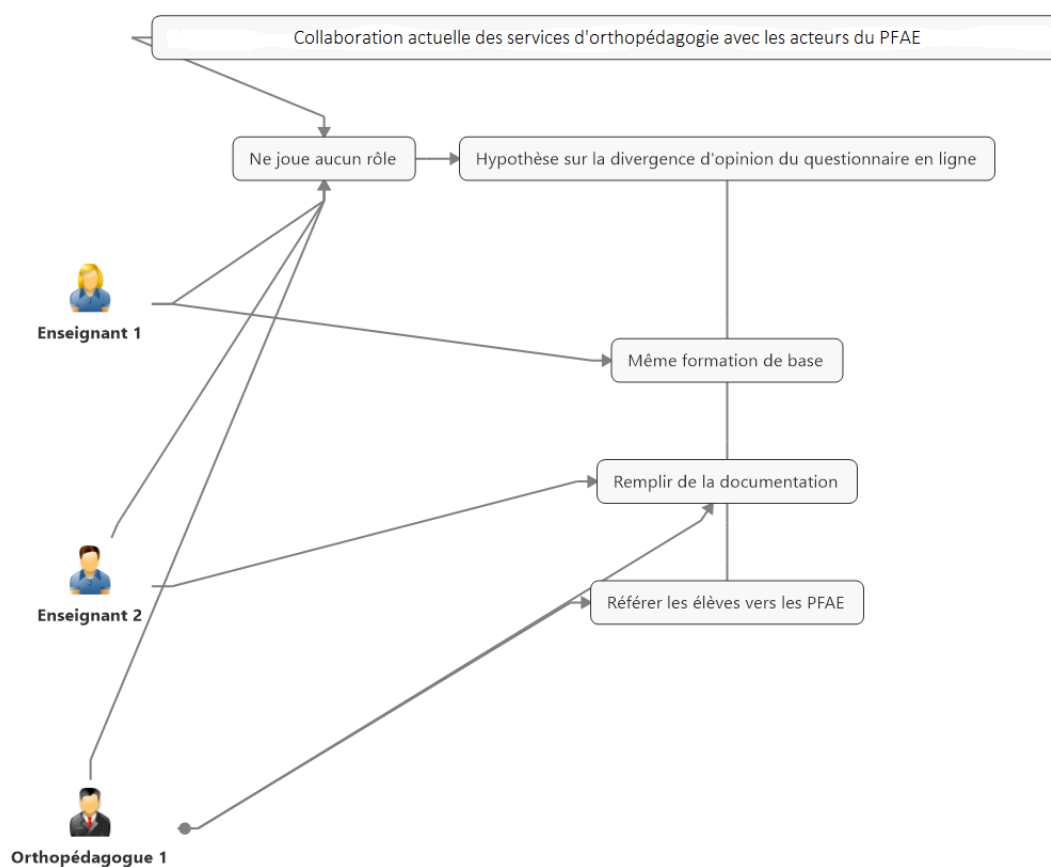 Collaboration actuelle des services d'orthopédagogie avec les acteurs du PFAE
Ne joue aucun rôle
Hypothèse sur la divergence d'opinion du questionnaire en ligne
Enseignant 1
Même formation de base
Remplir de la documentation
Enseignant 2
Référer les élèves vers les PFAE
Orthopédagogue 1